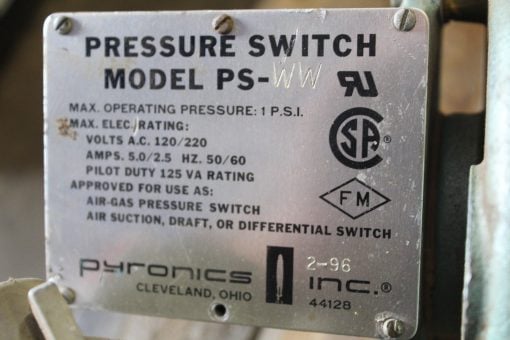 PRESSURE SWITCH
MODEL PS-WW
MAX. OPERATING PRESSURE: 1 P.S.I.
MAX. ELEC. RATING:
VOLTS A.C. 120/220
AMPS. 5.0/2.5 HZ. 50/60
PILOT DUTY 125 VA RATING
APPROVED FOR USE AS:
AIR-GAS PRESSURE SWITCH
AIR SUCTION, DRAFT, OR DIFFERENTIAL SWITCH
RU
SA®
FM
2-96
pyronics inc.®
CLEVELAND, OHIO 44128